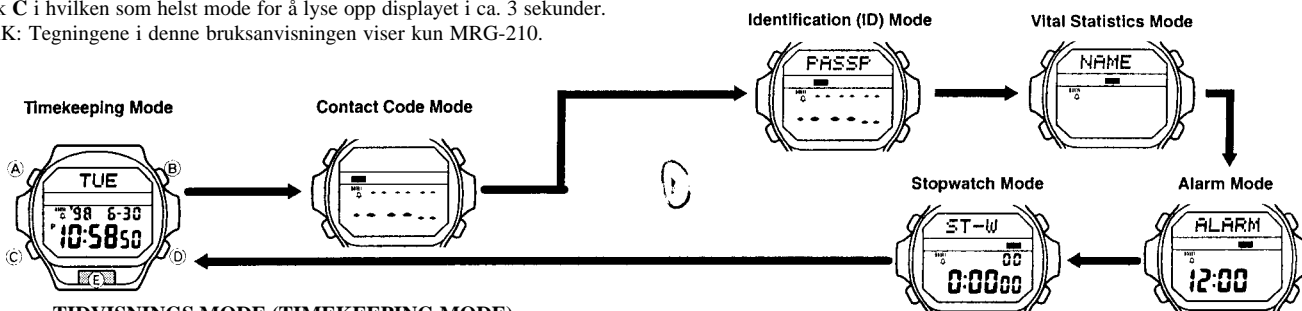 C i hvilken som helst mode for å lyse opp displayet i ca. 3 sekunder.
Tegningene i denne bruksanvisningen viser kun MRG-210.
Identification (ID) Mode
Vital Statistics Mode
PASSP
NAME
Timekeeping Mode
Contact Code Mode
A
B
TUE
'98 6-30
P 10:58 50
C
D
E
Stopwatch Mode
Alarm Mode
ST-W
00
0:00 00
ALARM
12:00
TIDVISNINGS MODE (TIMEKEEPING MODE)